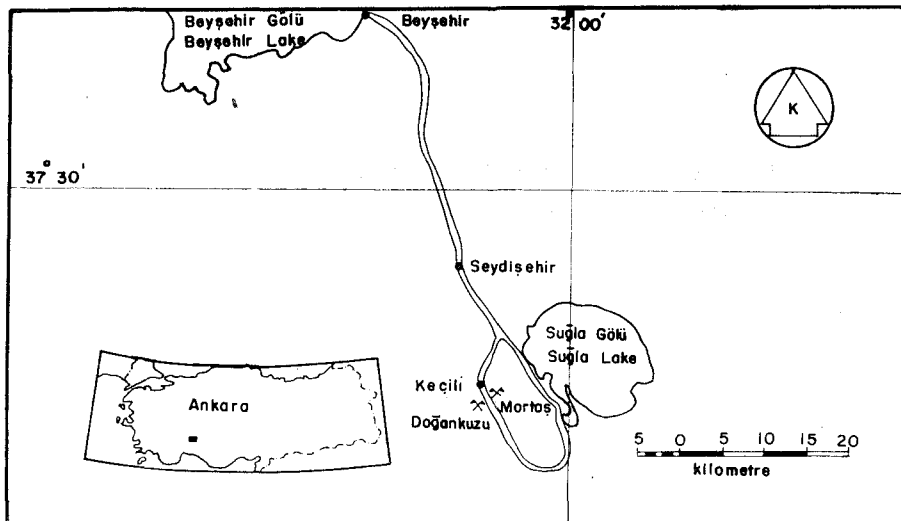 Beyşehir Gölü
Beyşehir Lake
Beyşehir
32°00'
K
37°30'
Seydişehir
Suğla Gölü
Suğla Lake
Keçili
Mortaş
Doğankuzu
Ankara
5 0 5 10 15 20
kilometre